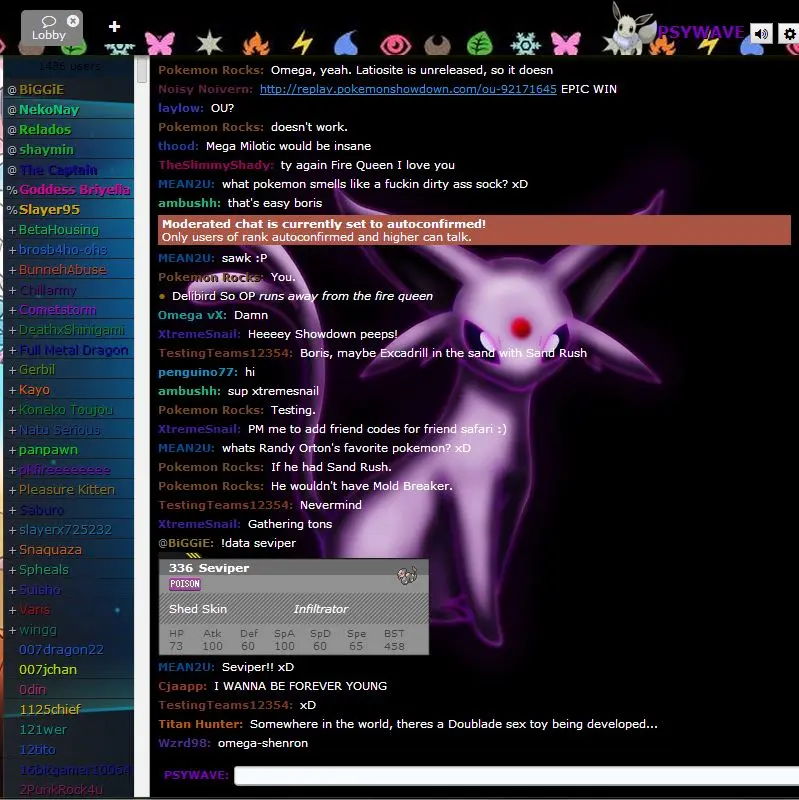 Lobby
PSYWAVE
1436 users
@BiGGiE
@NekoNay
@Relados
@shaymin
@The Captain
%Goddess Briyella
%Slayer95
+BetaHousing
+brosb4ho-ohs
+BunnehAbuse
+Chillarmy
+Cometstorm
+DeathxShinigami
+Full Metal Dragon
+Gerbil
+Kayo
+Koneko Toujou
+Natu Serious
+panpawn
+pKfireeeeeeee
+Pleasure Kitten
+Saburo
+slayerx725232
+Snaquaza
+Spheals
+Suisho
+Varis
+wingg
007dragon22
007jchan
0din
1125chief
121wer
12tito
16bitgamer10064
2PunkRock4u
Pokemon Rocks: Omega, yeah. Latiosite is unreleased, so it doesn
Noisy Noivern: http://replay.pokemonshowdown.com/ou-92171645 EPIC WIN
laylow: OU?
Pokemon Rocks: doesn't work.
thood: Mega Milotic would be insane
TheSlimmyShady: ty again Fire Queen I love you
MEAN2U: what pokemon smells like a fuckin dirty ass sock? xD
ambushh: that's easy boris
Moderated chat is currently set to autoconfirmed!
Only users of rank autoconfirmed and higher can talk.
MEAN2U: sawk :P
Pokemon Rocks: You.
• Delibird So OP runs away from the fire queen
Omega vX: Damn
XtremeSnail: Heeeey Showdown peeps!
TestingTeams12354: Boris, maybe Excadrill in the sand with Sand Rush
penguino77: hi
ambushh: sup xtremesnail
Pokemon Rocks: Testing.
XtremeSnail: PM me to add friend codes for friend safari :)
MEAN2U: whats Randy Orton's favorite pokemon? xD
Pokemon Rocks: If he had Sand Rush.
Pokemon Rocks: He wouldn't have Mold Breaker.
TestingTeams12354: Nevermind
XtremeSnail: Gathering tons
@BiGGiE: !data seviper
336 Seviper
POISON
Shed Skin Infiltrator
HP Atk Def SpA SpD Spe BST
73 100 60 100 60 65 458
MEAN2U: Seviper!! xD
Cjaapp: I WANNA BE FOREVER YOUNG
TestingTeams12354: xD
Titan Hunter: Somewhere in the world, theres a Doublade sex toy being developed...
Wzrd98: omega-shenron
PSYWAVE: